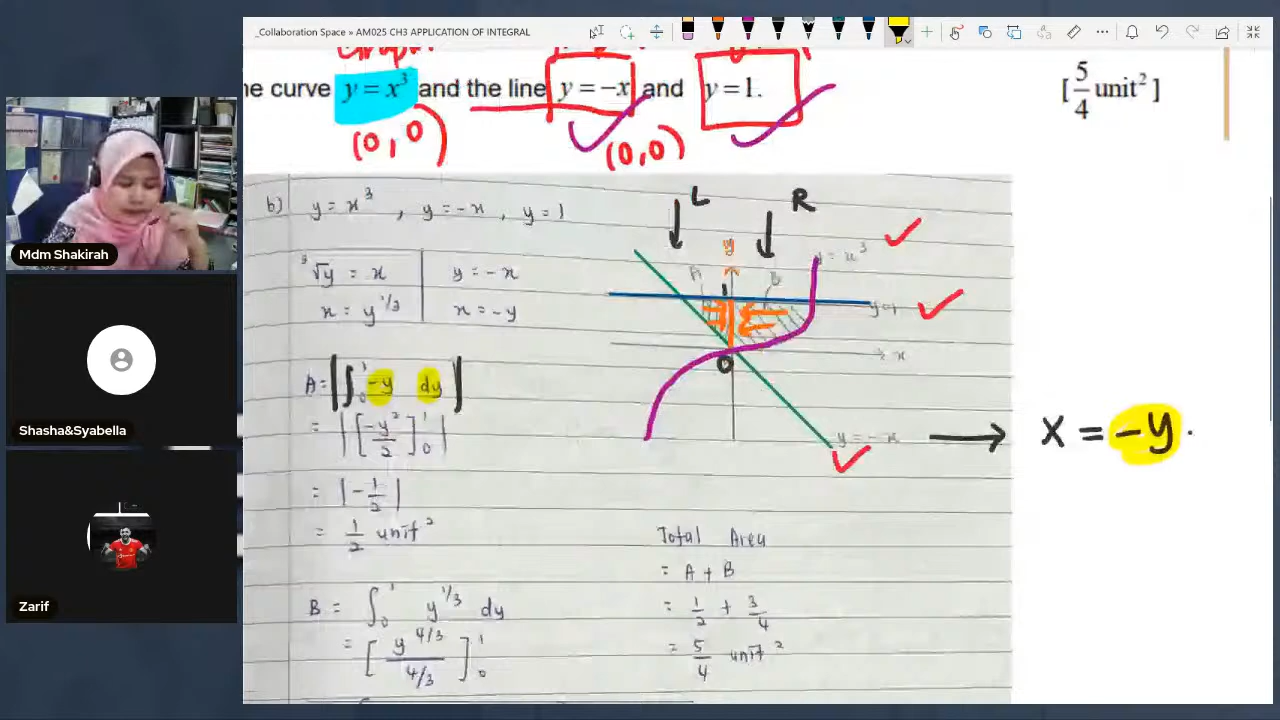 _Collaboration Space » AM025 CH3 APPLICATION OF INTEGRAL
he curve y = x³ and the line y = −x and y = 1.
[5/4 unit²]
(0,0)
(0,0)
b) y = x³ , y = -x , y = 1
³√y = x
x = y^1/3
y = -x
x = -y
L
R
y
A
B
y = x³
1
y=1
x
0
y = -x
x = -y.
A = |∫₀¹ -y dy|
= |[-y²/2]₀¹|
= |-1/2|
= 1/2 unit²
B = ∫₀¹ y^1/3 dy
= [y^4/3 / 4/3]₀¹
Total Area
= A + B
= 1/2 + 3/4
= 5/4 unit²
Mdm Shakirah
Shasha&Syabella
Zarif